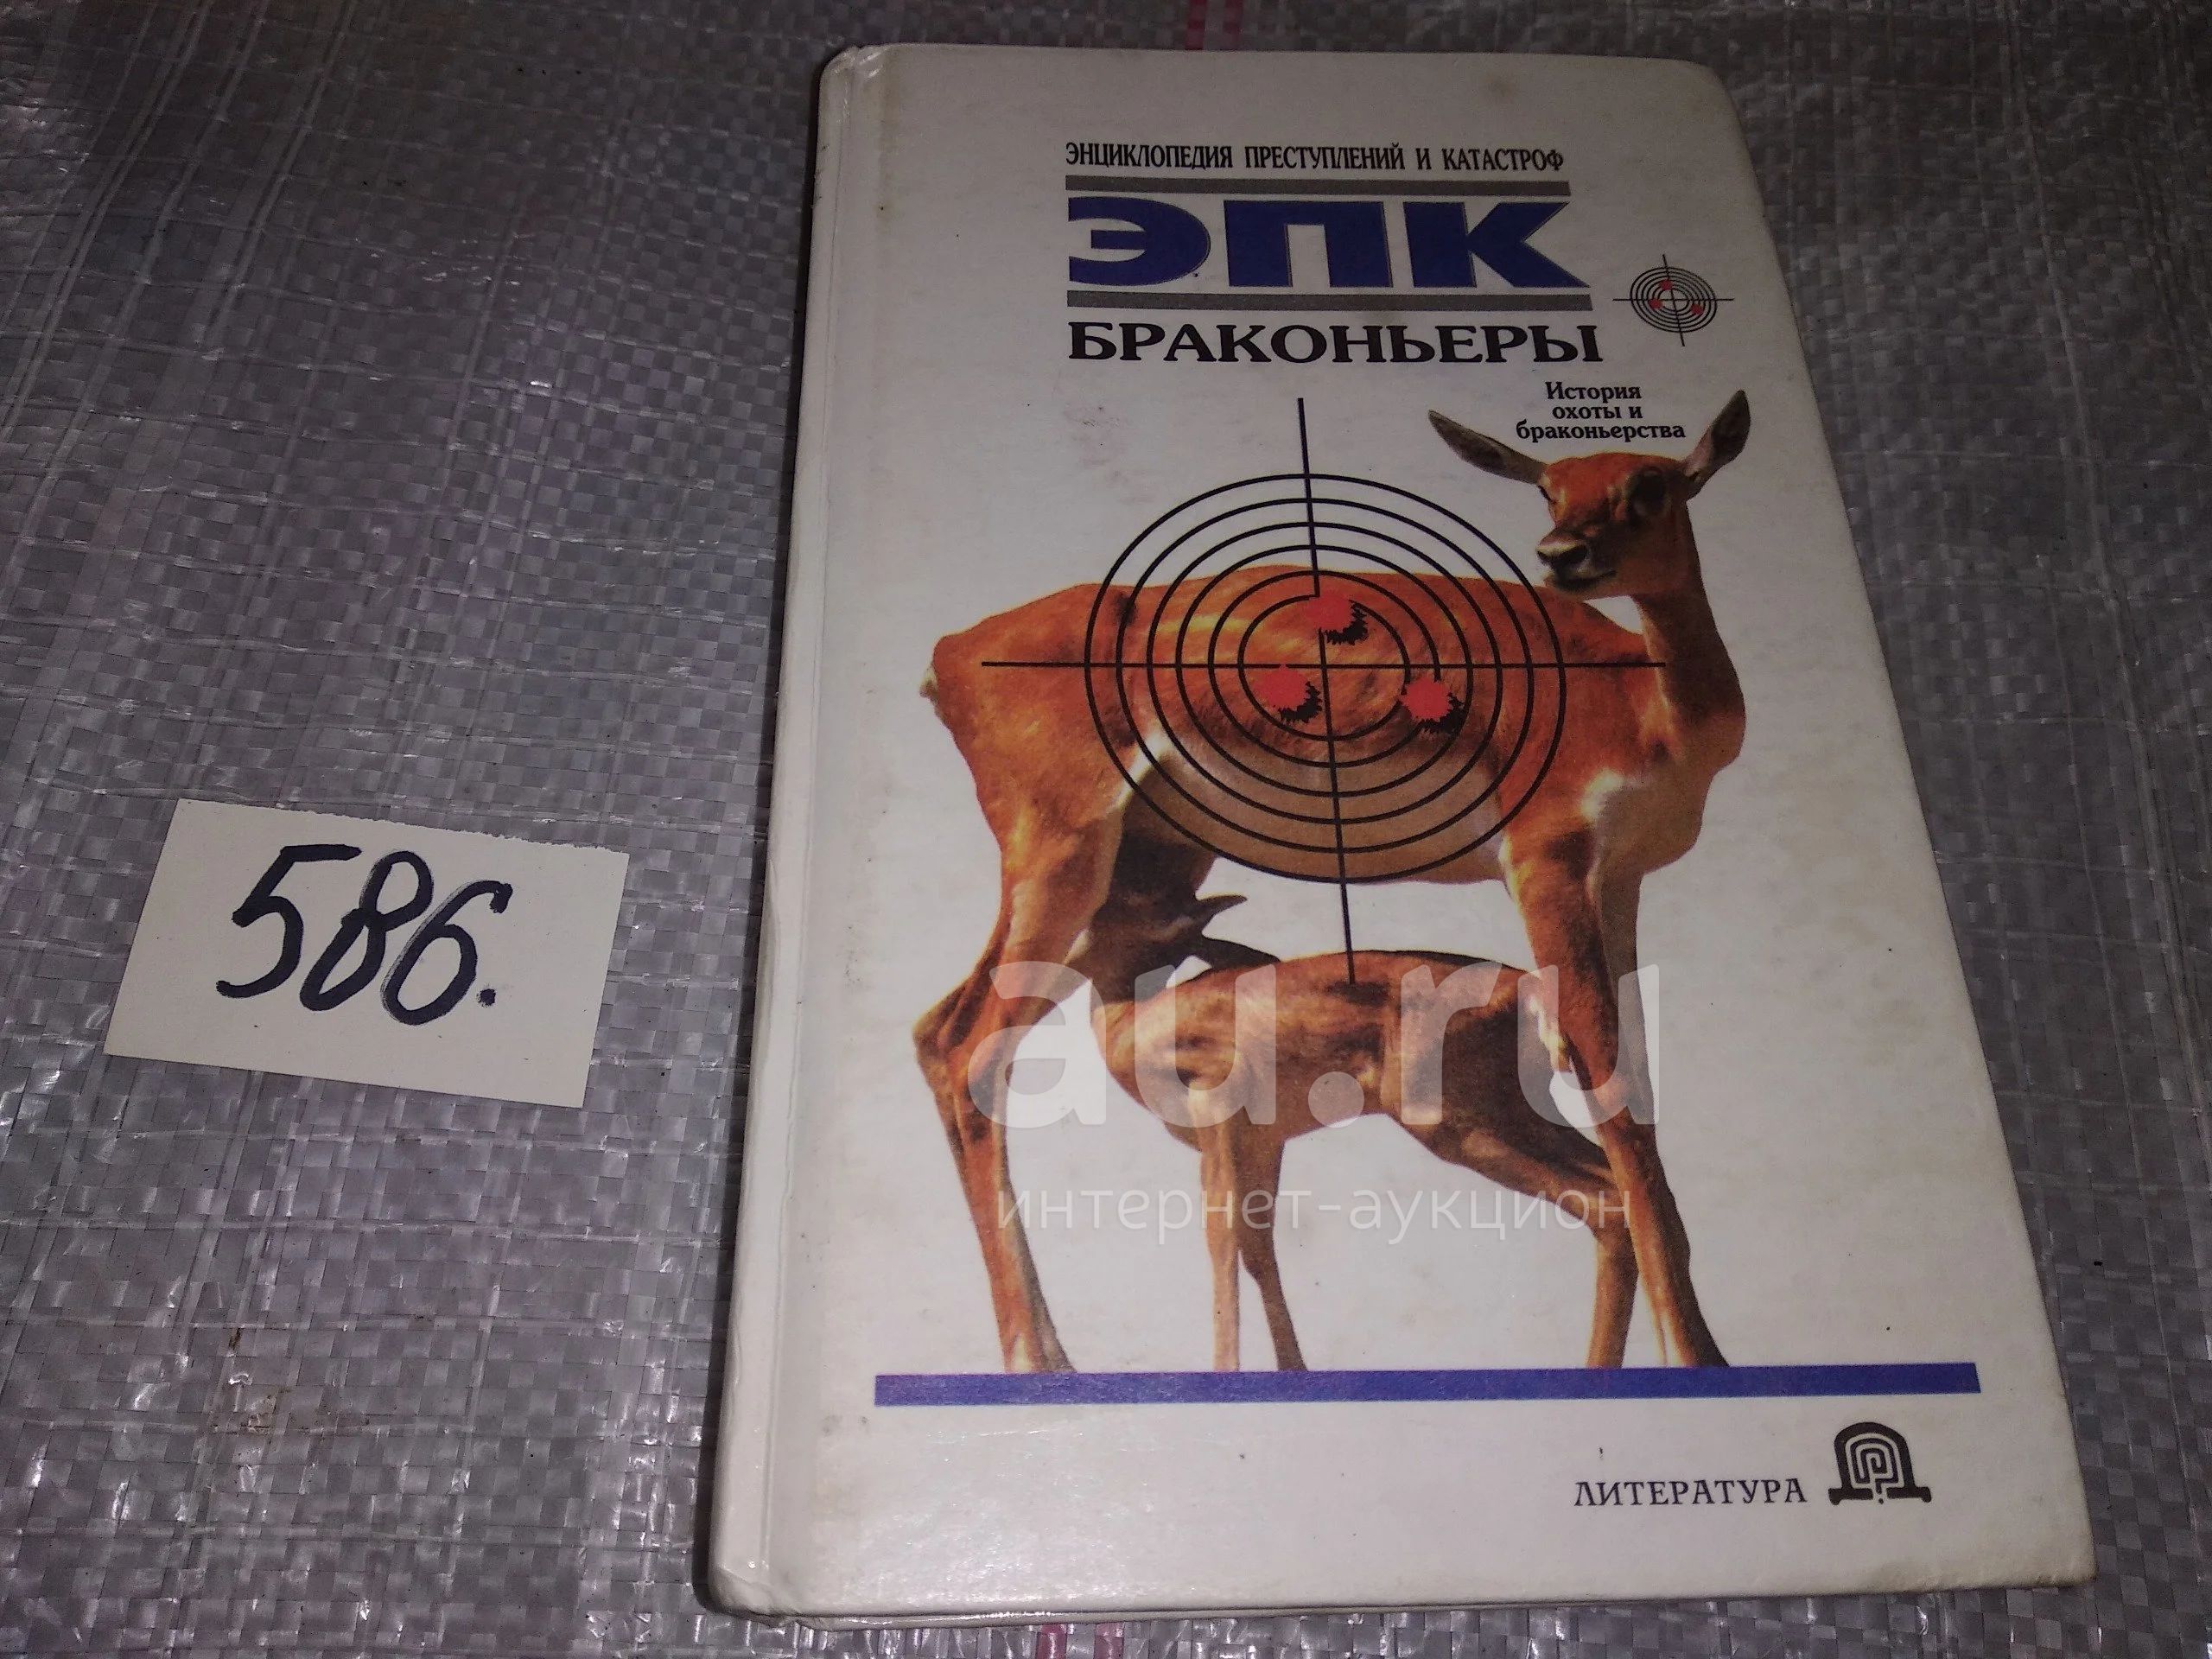 ЭНЦИКЛОПЕДИЯ ПРЕСТУПЛЕНИЙ И КАТАСТРОФ
ЭПК
БРАКОНЬЕРЫ
История
охоты и
браконьерства
586.
au.ru
интернет-аукцион
ЛИТЕРАТУРА